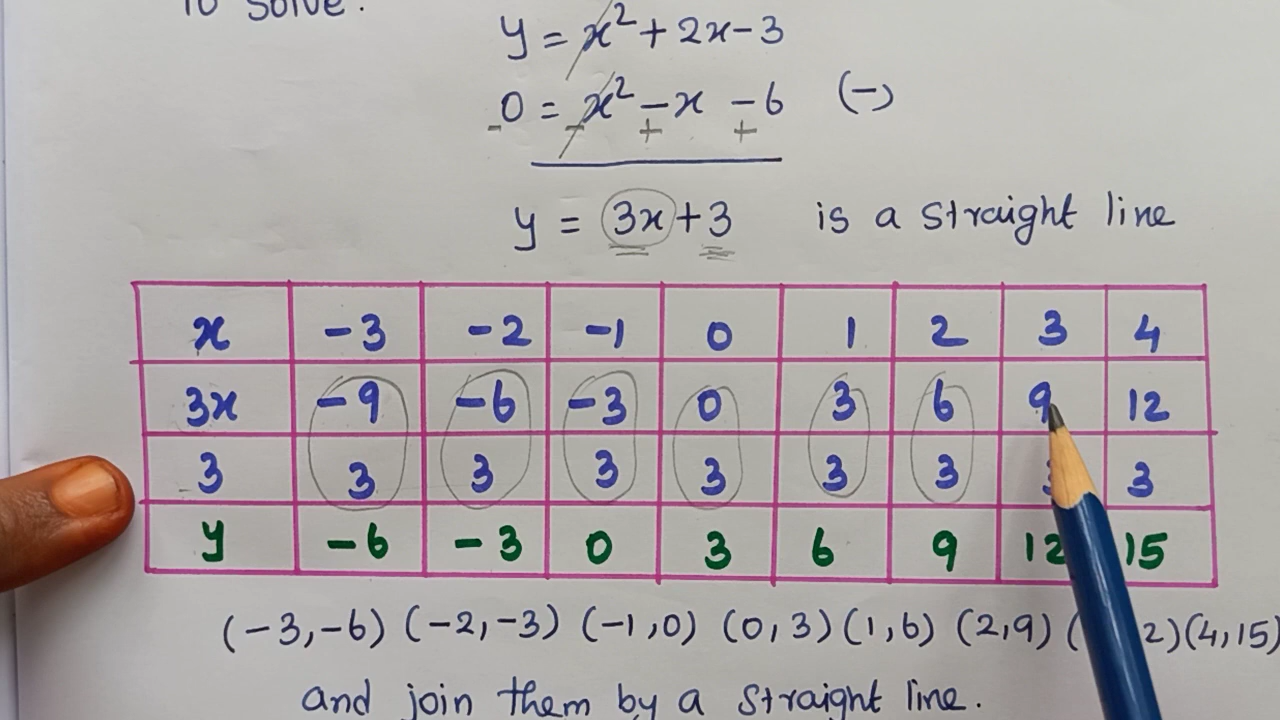 To solve:
y = x² + 2x - 3
0 = x² - x - 6 (-)
- - + +
y = 3x + 3 is a straight line
x -3 -2 -1 0 1 2 3 4
3x -9 -6 -3 0 3 6 9 12
3 3 3 3 3 3 3 3
y -6 -3 0 3 6 9 12 15
(-3,-6) (-2,-3) (-1,0) (0,3) (1,6) (2,9) ( 2) (4,15)
and join them by a straight line.